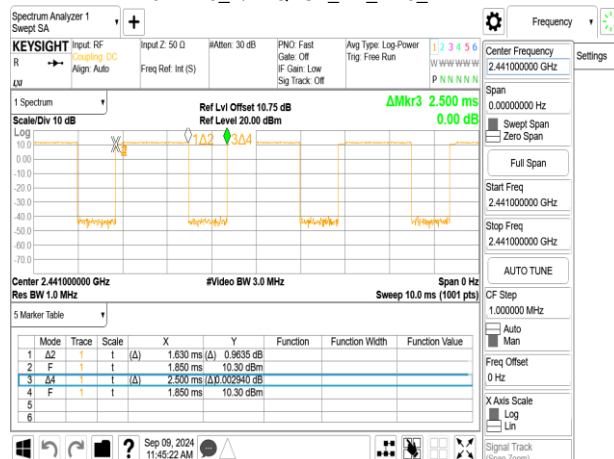 Spectrum Analyzer 1
Swept SA
+
Frequency
KEYSIGHT Input: RF Input Z: 50 Ω #Atten: 30 dB PNO: Fast Avg Type: Log-Power 1 2 3 4 5 6
Coupling: DC Gate: Off Trig: Free Run
R Align: Auto Freq Ref: Int (S) IF Gain: Low W W W W W W
Sig Track: Off P N N N N N
LXI
Center Frequency
2.441000000 GHz
Settings
Span
0.00000000 Hz
Swept Span
Zero Span
Full Span
Start Freq
2.441000000 GHz
Stop Freq
2.441000000 GHz
AUTO TUNE
CF Step
1.000000 MHz
Auto
Man
Freq Offset
0 Hz
X Axis Scale
Log
Lin
Signal Track
(Span Zoom)
1 Spectrum
Ref Lvl Offset 10.75 dB ΔMkr3 2.500 ms
Scale/Div 10 dB Ref Level 20.00 dBm 0.00 dB
Log
10.0
0.00
-10.0
-20.0
-30.0
-40.0
-50.0
-60.0
-70.0
1Δ2 3Δ4
Center 2.441000000 GHz #Video BW 3.0 MHz Span 0 Hz
Res BW 1.0 MHz Sweep 10.0 ms (1001 pts)
5 Marker Table
Mode Trace Scale X Y Function Function Width Function Value
1 Δ2 1 t (Δ) 1.630 ms (Δ) 0.9635 dB
2 F 1 t 1.850 ms 10.30 dBm
3 Δ4 1 t (Δ) 2.500 ms (Δ) 0.002940 dB
4 F 1 t 1.850 ms 10.30 dBm
5
6
? Sep 09, 2024
11:45:22 AM